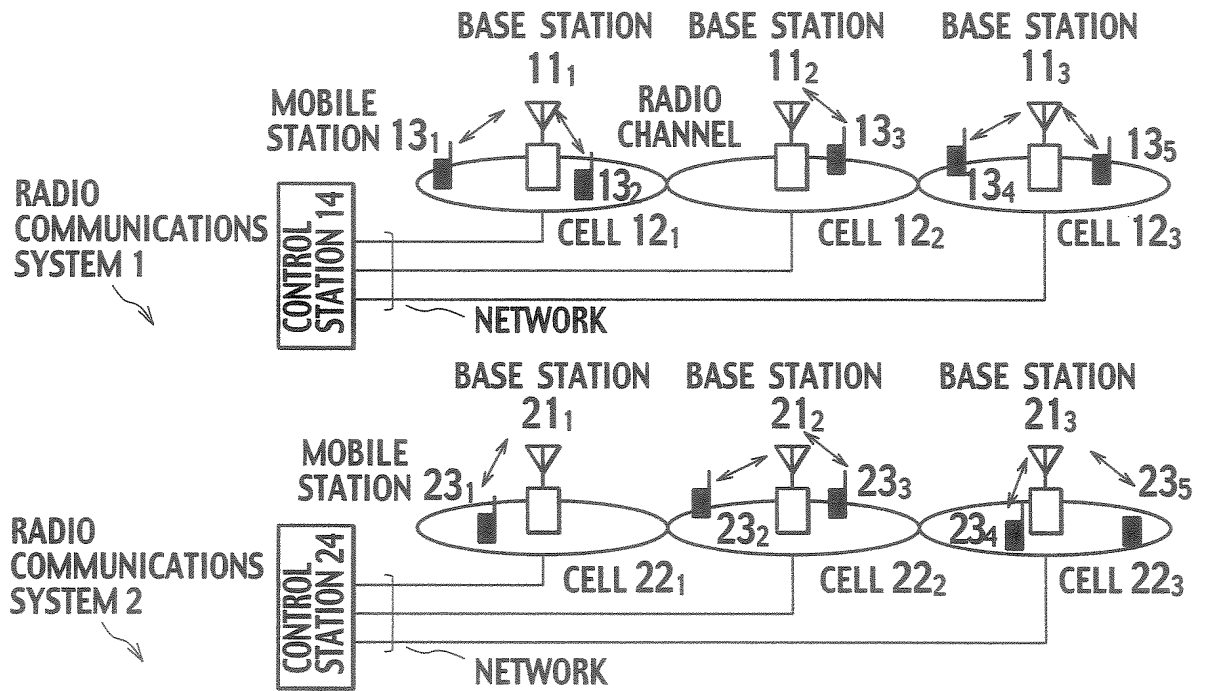 BASE STATION
11₁
BASE STATION
11₂
BASE STATION
11₃
MOBILE
STATION 13₁
RADIO
CHANNEL
13₂
13₃
13₄
13₅
RADIO
COMMUNICATIONS
SYSTEM 1
CONTROL
STATION 14
CELL 12₁
CELL 12₂
CELL 12₃
NETWORK
BASE STATION
21₁
BASE STATION
21₂
BASE STATION
21₃
MOBILE
STATION 23₁
23₂
23₃
23₄
23₅
RADIO
COMMUNICATIONS
SYSTEM 2
CONTROL
STATION 24
CELL 22₁
CELL 22₂
CELL 22₃
NETWORK